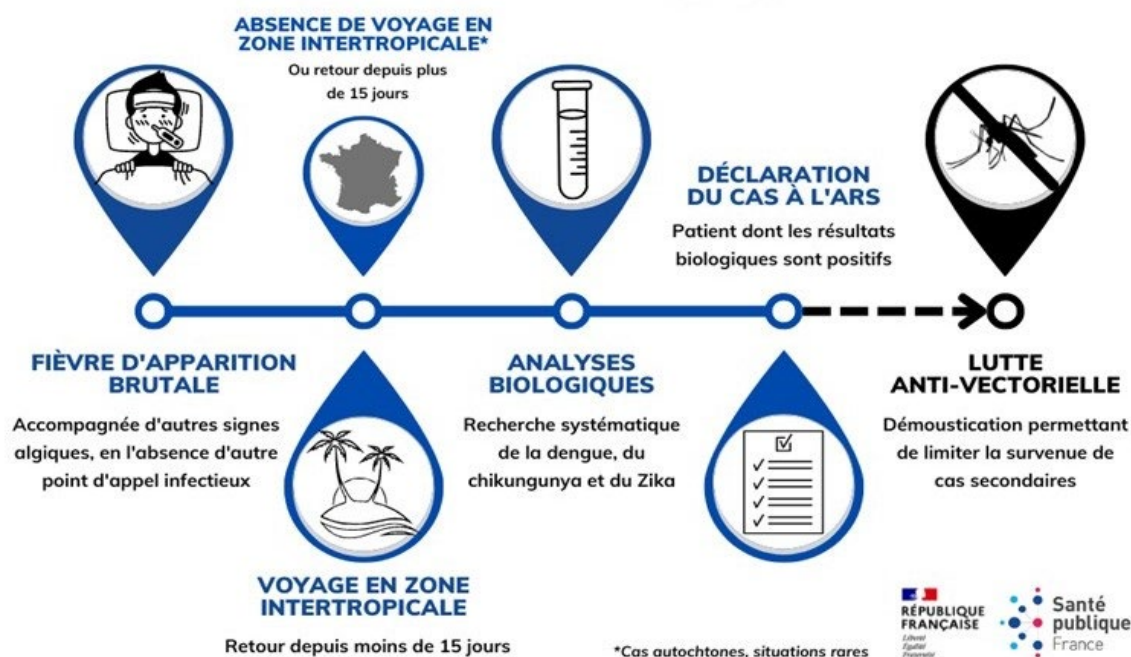 ABSENCE DE VOYAGE EN
ZONE INTERTROPICALE*
Ou retour depuis plus
de 15 jours
DÉCLARATION
DU CAS À L'ARS
Patient dont les résultats
biologiques sont positifs
FIÈVRE D'APPARITION
BRUTALE
Accompagnée d'autres signes
algiques, en l'absence d'autre
point d'appel infectieux
ANALYSES
BIOLOGIQUES
Recherche systématique
de la dengue, du
chikungunya et du Zika
LUTTE
ANTI-VECTORIELLE
Démoustication permettant
de limiter la survenue de
cas secondaires
VOYAGE EN ZONE
INTERTROPICALE
Retour depuis moins de 15 jours
*Cas autochtones, situations rares
RÉPUBLIQUE
FRANÇAISE
Liberté
Égalité
Fraternité
Santé
publique
France